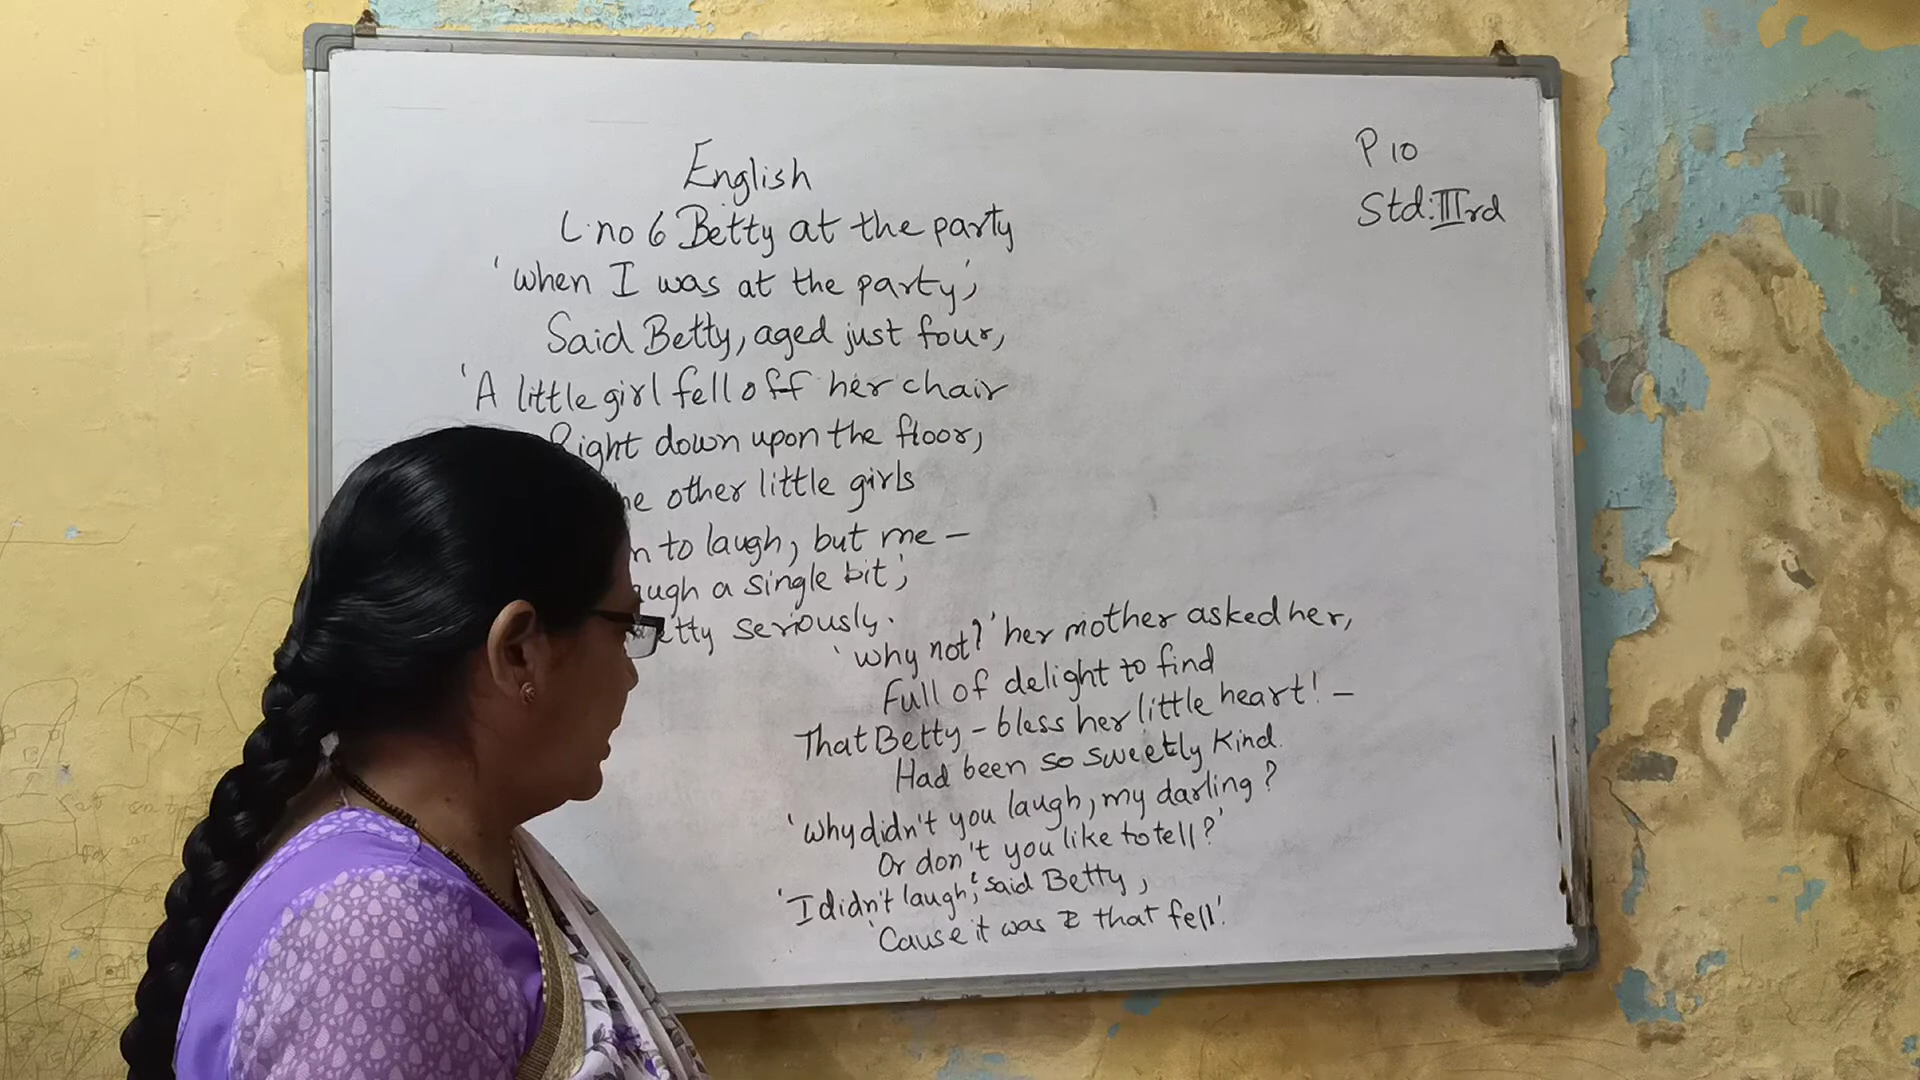 English
L.no 6 Betty at the party
P 10
Std: IIIrd
'when I was at the party,'
Said Betty, aged just four,
'A little girl fell off her chair
Right down upon the floor,
other little girls
to laugh, but me –
a single bit,'
seriously.
'why not?' her mother asked her,
Full of delight to find
That Betty – bless her little heart! –
Had been so sweetly kind.
'why didn't you laugh, my darling?
Or don't you like to tell?'
'I didn't laugh,' said Betty,
'Cause it was I that fell.'